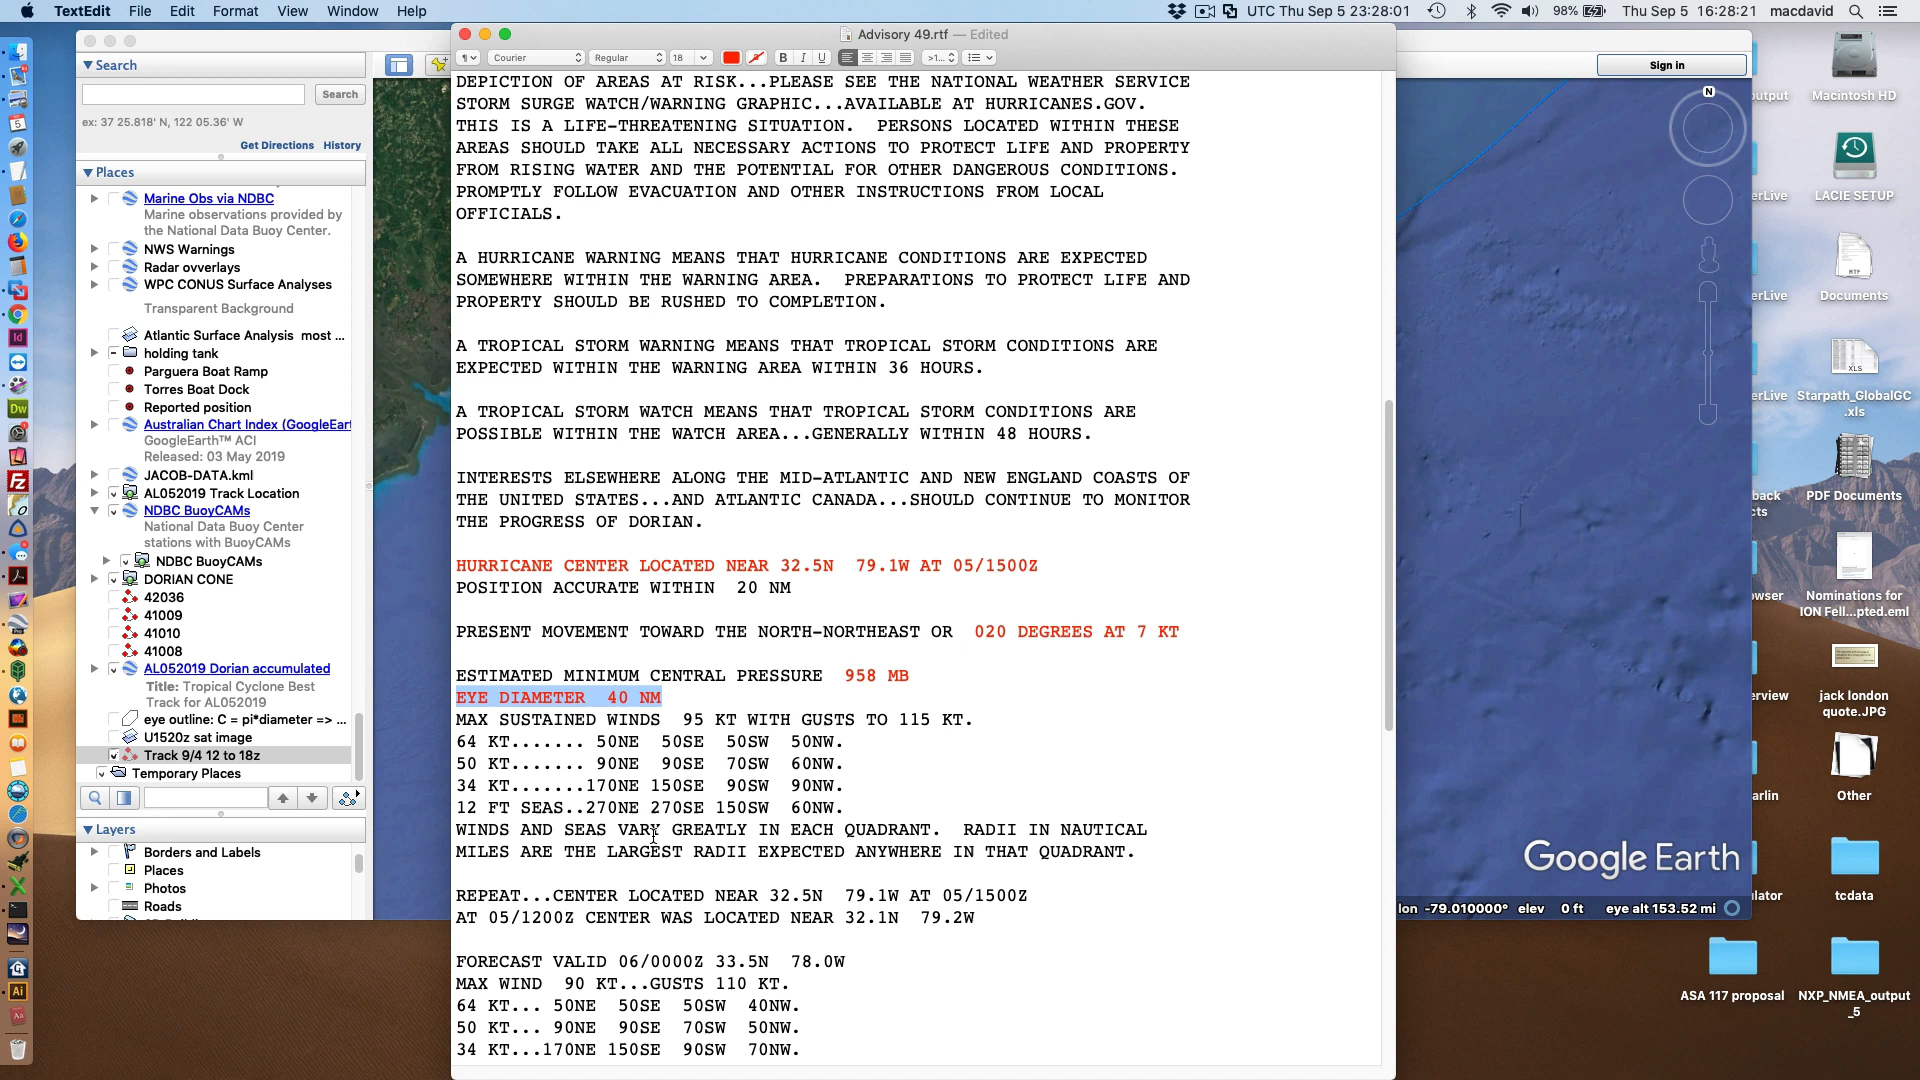 TextEdit File Edit Format View Window Help
UTC Thu Sep 5 23:28:01
98%
Thu Sep 5 16:28:21 macdavid
Search
Search
ex: 37 25.818' N, 122 05.36' W
Get Directions History
Places
Marine Obs via NDBC
Marine observations provided by
the National Data Buoy Center.
NWS Warnings
Radar ovverlays
WPC CONUS Surface Analyses
Transparent Background
Atlantic Surface Analysis most ...
holding tank
Parguera Boat Ramp
Torres Boat Dock
Reported position
Australian Chart Index (GoogleEart
GoogleEarth™ ACI
Released: 03 May 2019
JACOB-DATA.kml
AL052019 Track Location
NDBC BuoyCAMs
National Data Buoy Center
stations with BuoyCAMs
NDBC BuoyCAMs
DORIAN CONE
42036
41009
41010
41008
AL052019 Dorian accumulated
Title: Tropical Cyclone Best
Track for AL052019
eye outline: C = pi*diameter => ...
U1520z sat image
Track 9/4 12 to 18z
Temporary Places
Layers
Borders and Labels
Places
Photos
Roads
Advisory 49.rtf — Edited
Courier Regular 18 B I U >1...
DEPICTION OF AREAS AT RISK...PLEASE SEE THE NATIONAL WEATHER SERVICE
STORM SURGE WATCH/WARNING GRAPHIC...AVAILABLE AT HURRICANES.GOV.
THIS IS A LIFE-THREATENING SITUATION.  PERSONS LOCATED WITHIN THESE
AREAS SHOULD TAKE ALL NECESSARY ACTIONS TO PROTECT LIFE AND PROPERTY
FROM RISING WATER AND THE POTENTIAL FOR OTHER DANGEROUS CONDITIONS.
PROMPTLY FOLLOW EVACUATION AND OTHER INSTRUCTIONS FROM LOCAL
OFFICIALS.
A HURRICANE WARNING MEANS THAT HURRICANE CONDITIONS ARE EXPECTED
SOMEWHERE WITHIN THE WARNING AREA.  PREPARATIONS TO PROTECT LIFE AND
PROPERTY SHOULD BE RUSHED TO COMPLETION.
A TROPICAL STORM WARNING MEANS THAT TROPICAL STORM CONDITIONS ARE
EXPECTED WITHIN THE WARNING AREA WITHIN 36 HOURS.
A TROPICAL STORM WATCH MEANS THAT TROPICAL STORM CONDITIONS ARE
POSSIBLE WITHIN THE WATCH AREA...GENERALLY WITHIN 48 HOURS.
INTERESTS ELSEWHERE ALONG THE MID-ATLANTIC AND NEW ENGLAND COASTS OF
THE UNITED STATES...AND ATLANTIC CANADA...SHOULD CONTINUE TO MONITOR
THE PROGRESS OF DORIAN.
HURRICANE CENTER LOCATED NEAR 32.5N  79.1W AT 05/1500Z
POSITION ACCURATE WITHIN  20 NM
PRESENT MOVEMENT TOWARD THE NORTH-NORTHEAST OR  020 DEGREES AT 7 KT
ESTIMATED MINIMUM CENTRAL PRESSURE  958 MB
EYE DIAMETER  40 NM
MAX SUSTAINED WINDS  95 KT WITH GUSTS TO 115 KT.
64 KT....... 50NE  50SE  50SW  50NW.
50 KT....... 90NE  90SE  70SW  60NW.
34 KT.......170NE 150SE  90SW  90NW.
12 FT SEAS..270NE 270SE 150SW  60NW.
WINDS AND SEAS VARY GREATLY IN EACH QUADRANT.  RADII IN NAUTICAL
MILES ARE THE LARGEST RADII EXPECTED ANYWHERE IN THAT QUADRANT.
REPEAT...CENTER LOCATED NEAR 32.5N  79.1W AT 05/1500Z
AT 05/1200Z CENTER WAS LOCATED NEAR 32.1N  79.2W
FORECAST VALID 06/0000Z 33.5N  78.0W
MAX WIND  90 KT...GUSTS 110 KT.
64 KT... 50NE  50SE  50SW  40NW.
50 KT... 90NE  90SE  70SW  50NW.
34 KT...170NE 150SE  90SW  70NW.
Sign in
N
Google Earth
lon -79.010000° elev 0 ft eye alt 153.52 mi
Macintosh HD
LACIE SETUP
RTF
Documents
XLS
Starpath_GlobalGC
.xls
PDF Documents
Nominations for
ION Fell...pted.eml
jack london
quote.JPG
Other
tcdata
ASA 117 proposal
NXP_NMEA_output
_5